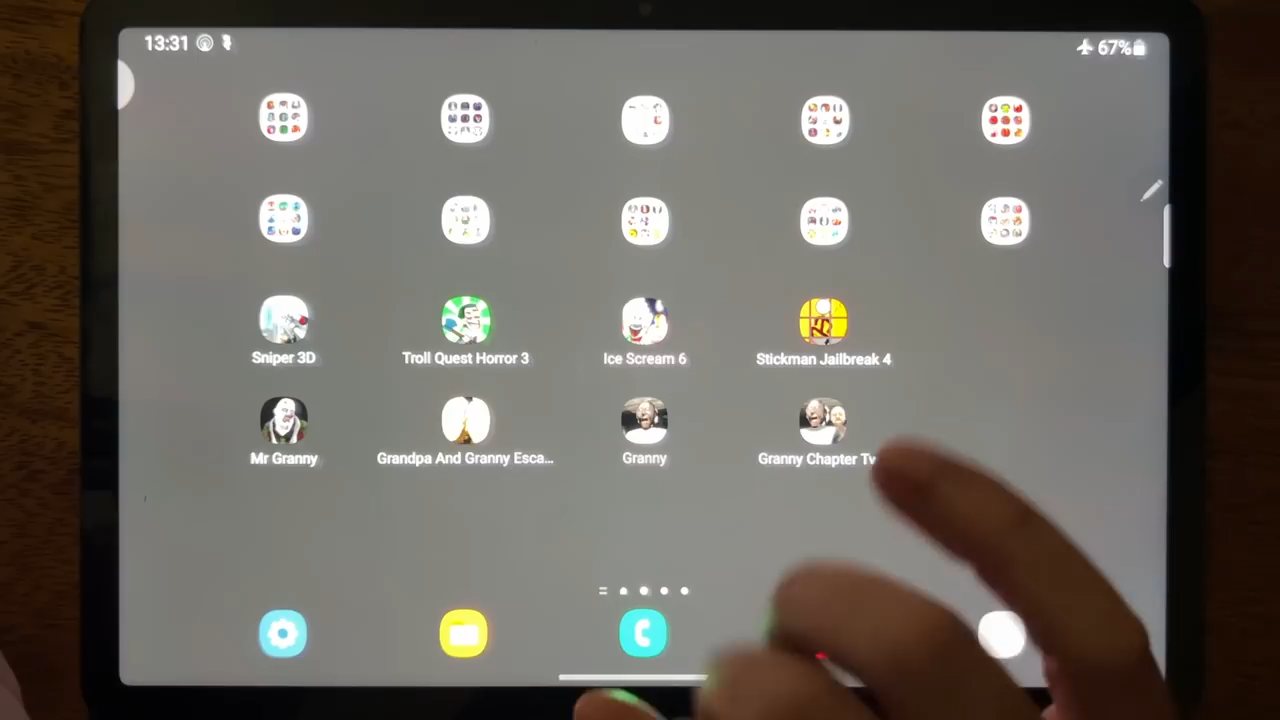 13:31 67%
Sniper 3D Troll Quest Horror 3 Ice Scream 6 Stickman Jailbreak 4
Mr Granny Grandpa And Granny Esca... Granny Granny Chapter